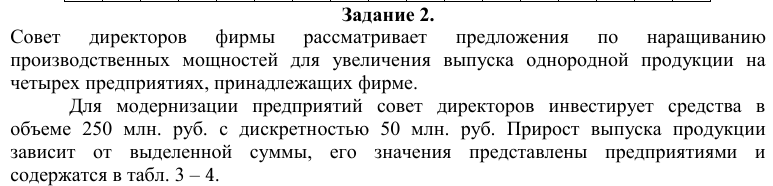 Задание 2.
Совет директоров фирмы рассматривает предложения по наращиванию
производственных мощностей для увеличения выпуска однородной продукции на
четырех предприятиях, принадлежащих фирме.
Для модернизации предприятий совет директоров инвестирует средства в
объеме 250 млн. руб. с дискретностью 50 млн. руб. Прирост выпуска продукции
зависит от выделенной суммы, его значения представлены предприятиями и
содержатся в табл. 3 – 4.